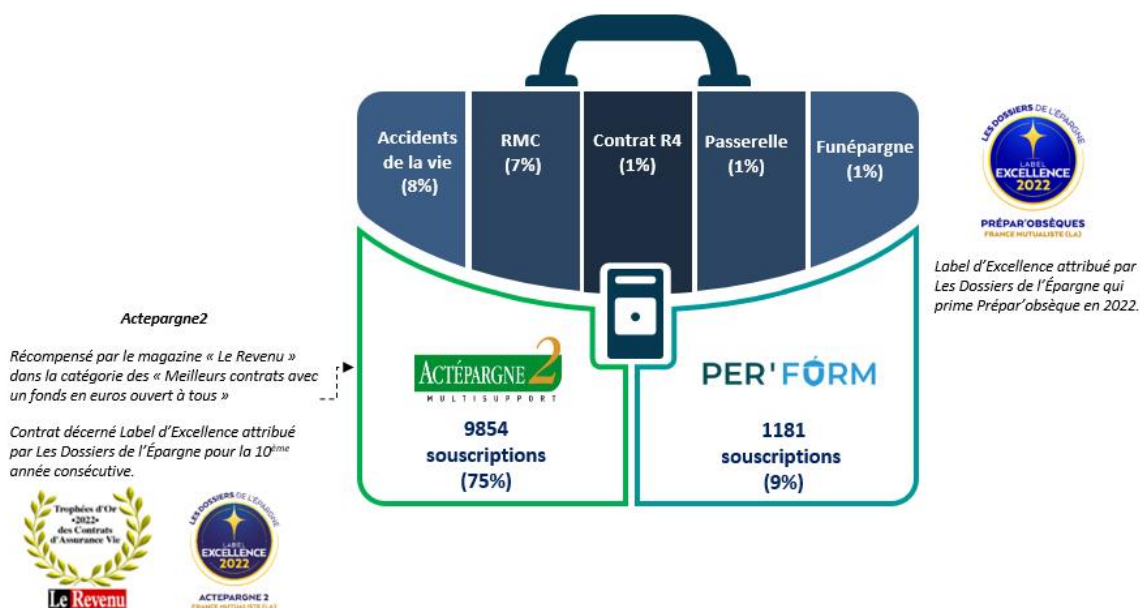 Accidents
de la vie
(8%)
RMC
(7%)
Contrat R4
(1%)
Passerelle
(1%)
Funépargne
(1%)
LES DOSSIERS DE L'ÉPARGNE
LABEL
EXCELLENCE
2022
PRÉPAR'OBSÈQUES
FRANCE MUTUALISTE (LA)
Label d'Excellence attribué par
Les Dossiers de l'Épargne qui
prime Prépar'obsèque en 2022.
Actepargne2
Récompensé par le magazine « Le Revenu »
dans la catégorie des « Meilleurs contrats avec
un fonds en euros ouvert à tous »
Contrat décerné Label d'Excellence attribué
par Les Dossiers de l'Épargne pour la 10ème
année consécutive.
ACTÉPARGNE 2
MULTISUPPORT
9854
souscriptions
(75%)
PER'FORM
1181
souscriptions
(9%)
Trophées d'Or
•2022•
des Contrats
d'Assurance Vie
Le Revenu
LES DOSSIERS DE L'ÉPARGNE
LABEL
EXCELLENCE
2022
ACTEPARGNE 2
FRANCE MUTUALISTE (LA)